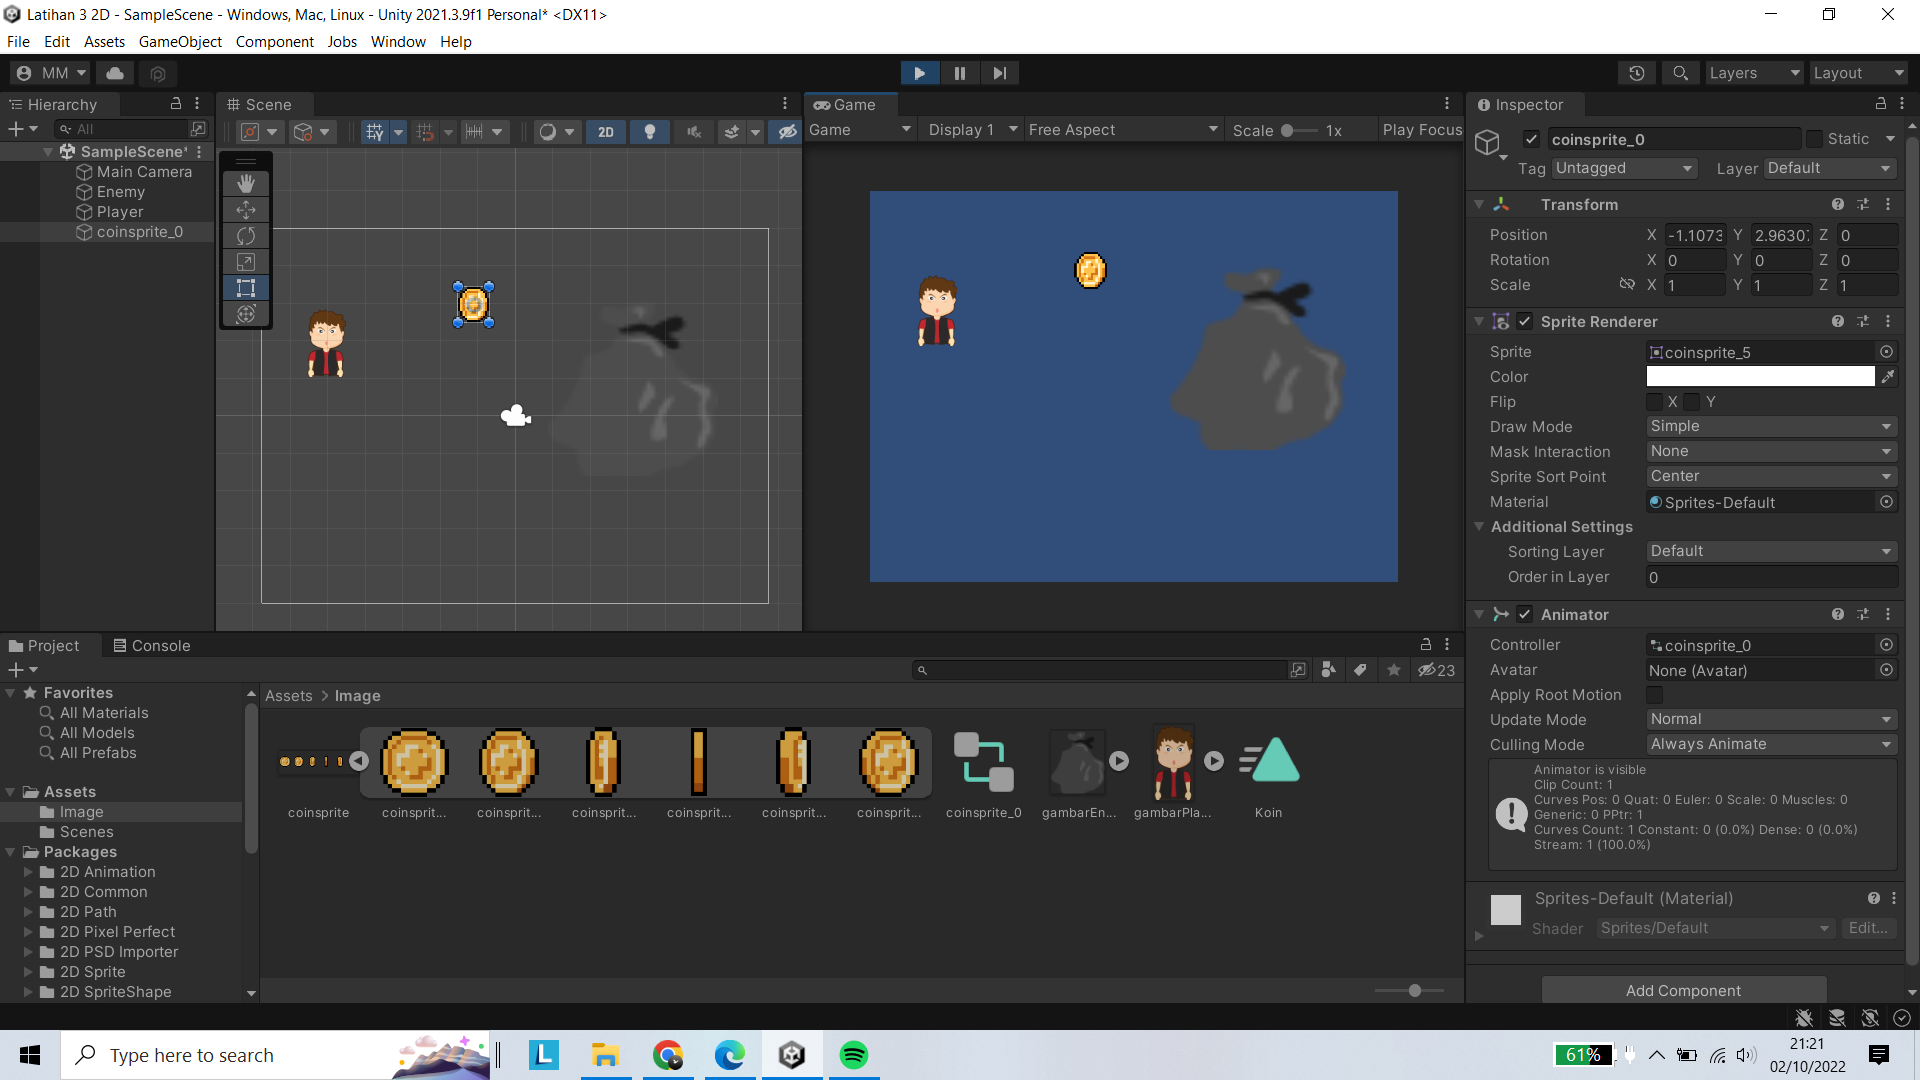 Latihan 3 2D - SampleScene - Windows, Mac, Linux - Unity 2021.3.9f1 Personal* <DX11>
File Edit Assets GameObject Component Jobs Window Help
MM
Layers
Layout
Hierarchy
All
SampleScene*
Main Camera
Enemy
Player
coinsprite_0
Scene
2D
Game
Game
Display 1
Free Aspect
Scale
1x
Play Focus
Inspector
coinsprite_0
Static
Tag Untagged
Layer Default
Transform
Position X -1.1073 Y 2.9630 Z 0
Rotation X 0 Y 0 Z 0
Scale X 1 Y 1 Z 1
Sprite Renderer
Sprite coinsprite_5
Color
Flip X Y
Draw Mode Simple
Mask Interaction None
Sprite Sort Point Center
Material Sprites-Default
Additional Settings
Sorting Layer Default
Order in Layer 0
Animator
Controller coinsprite_0
Avatar None (Avatar)
Apply Root Motion
Update Mode Normal
Culling Mode Always Animate
Animator is visible
Clip Count: 1
Curves Pos: 0 Quat: 0 Euler: 0 Scale: 0 Muscles: 0
Generic: 0 PPtr: 1
Curves Count: 1 Constant: 0 (0.0%) Dense: 0 (0.0%)
Stream: 1 (100.0%)
Sprites-Default (Material)
Shader Sprites/Default Edit...
Add Component
Project
Console
23
Favorites
All Materials
All Models
All Prefabs
Assets
Image
Scenes
Packages
2D Animation
2D Common
2D Path
2D Pixel Perfect
2D PSD Importer
2D Sprite
2D SpriteShape
Assets > Image
coinsprite
coinsprit...
coinsprit...
coinsprit...
coinsprit...
coinsprit...
coinsprit...
coinsprite_0
gambarEn...
gambarPla...
Koin
Type here to search
L
61%
21:21
02/10/2022